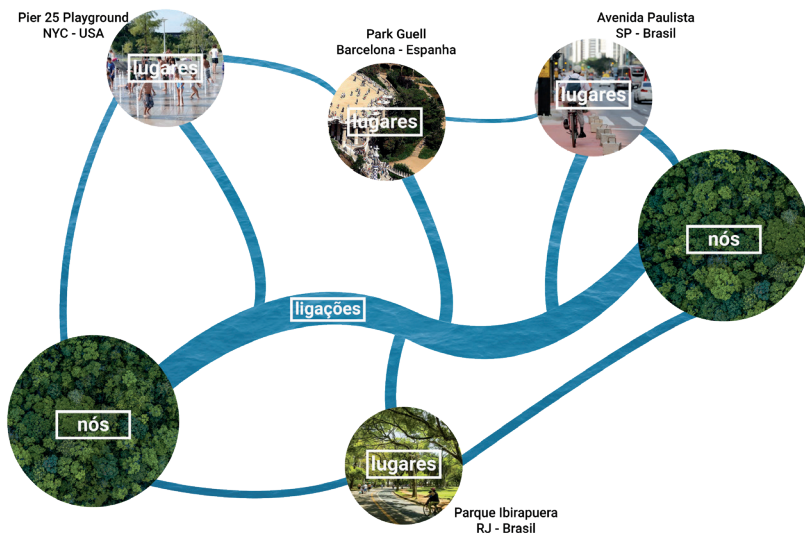 Pier 25 Playground
NYC - USA
lugares
Park Guell
Barcelona - Espanha
lugares
Avenida Paulista
SP - Brasil
lugares
nós
ligações
nós
lugares
Parque Ibirapuera
RJ - Brasil